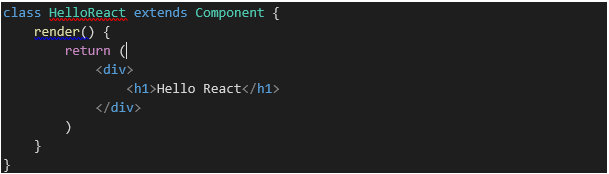 class HelloReact extends Component {
    render() {
        return (
            <div>
                <h1>Hello React</h1>
            </div>
        )
    }
}